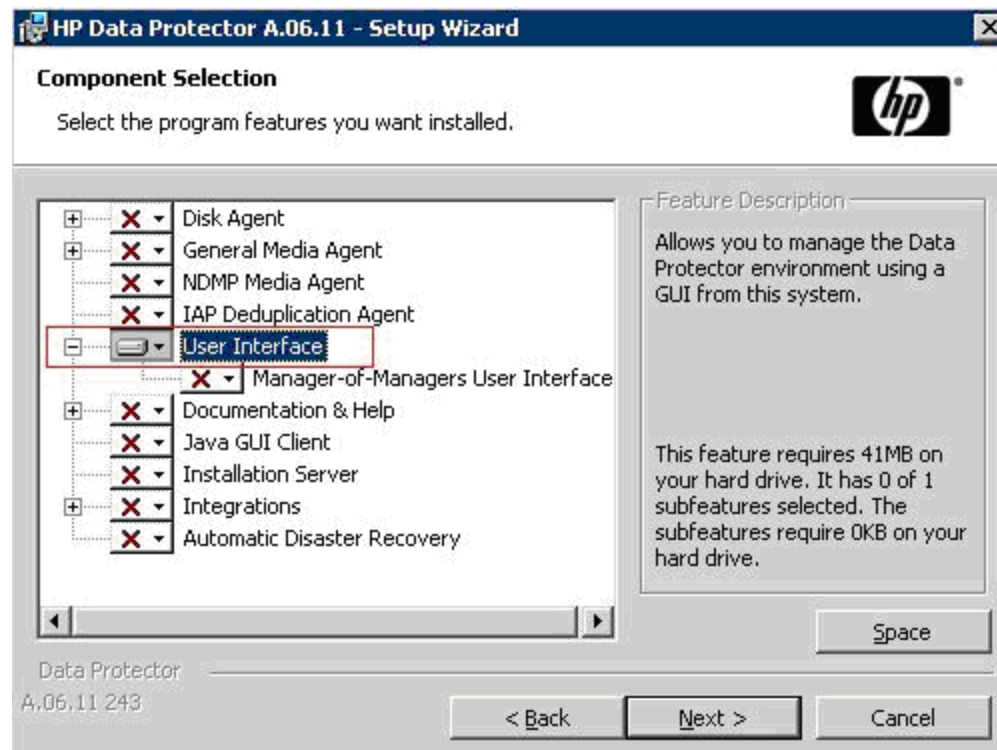 HP Data Protector A.06.11 - Setup Wizard
Component Selection
Select the program features you want installed.
hp
Disk Agent
General Media Agent
NDMP Media Agent
IAP Deduplication Agent
User Interface
Manager-of-Managers User Interface
Documentation & Help
Java GUI Client
Installation Server
Integrations
Automatic Disaster Recovery
Feature Description
Allows you to manage the Data
Protector environment using a
GUI from this system.
This feature requires 41MB on
your hard drive. It has 0 of 1
subfeatures selected. The
subfeatures require 0KB on your
hard drive.
Space
Data Protector
A.06.11 243
< Back
Next >
Cancel